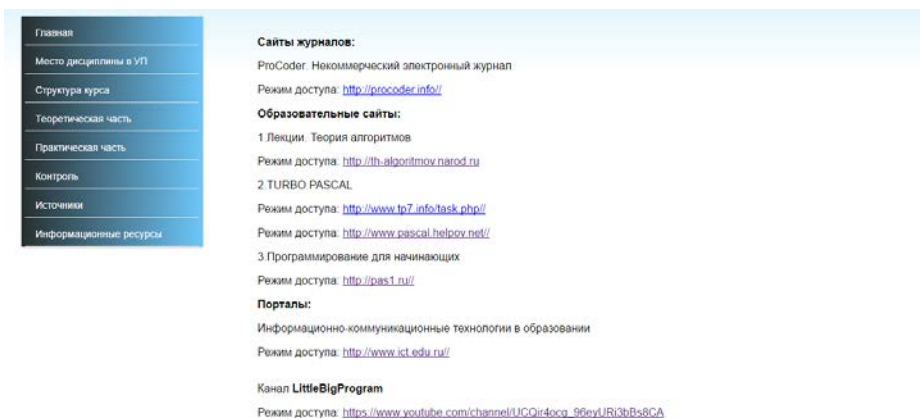 Главная
Место дисциплины в УП
Структура курса
Теоретическая часть
Практическая часть
Контроль
Источники
Информационные ресурсы
Сайты журналов:
ProCoder. Некоммерческий электронный журнал
Режим доступа: http://procoder.info//
Образовательные сайты:
1.Лекции. Теория алгоритмов
Режим доступа: http://th-algoritmov.narod.ru
2.TURBO PASCAL
Режим доступа: http://www.tp7.info/task.php//
Режим доступа: http://www.pascal.helpov.net//
3.Программирование для начинающих
Режим доступа: http://pas1.ru//
Порталы:
Информационно-коммуникационные технологии в образовании
Режим доступа: http://www.ict.edu.ru//
Канал LittleBigProgram
Режим доступа: https://www.youtube.com/channel/UCQir4ocg_96eyURi3bBs8CA